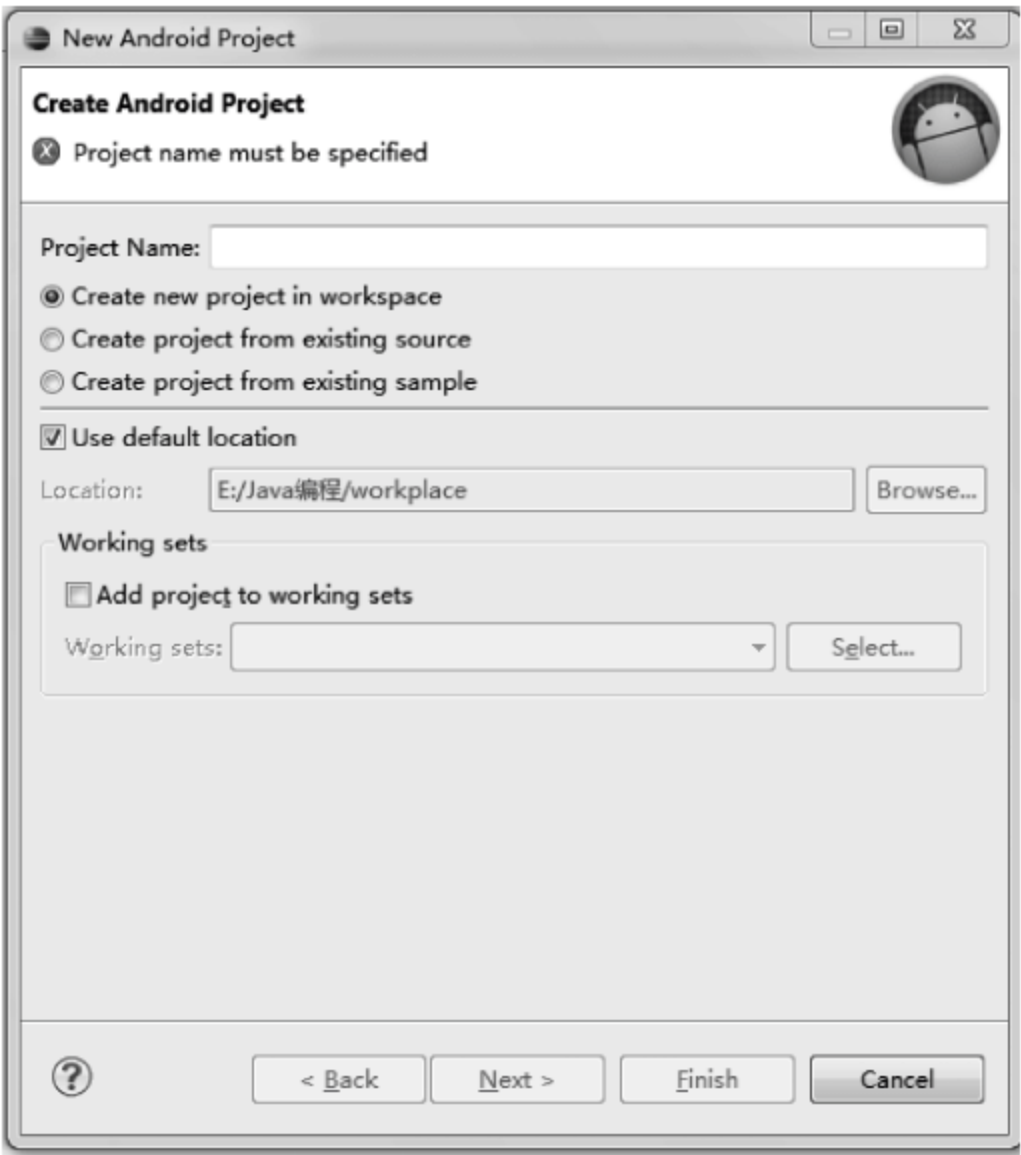 New Android Project
Create Android Project
Project name must be specified
Project Name:
Create new project in workspace
Create project from existing source
Create project from existing sample
Use default location
Location: E:/Java编程/workplace Browse...
Working sets
Add project to working sets
Working sets: Select...
< Back Next > Finish Cancel